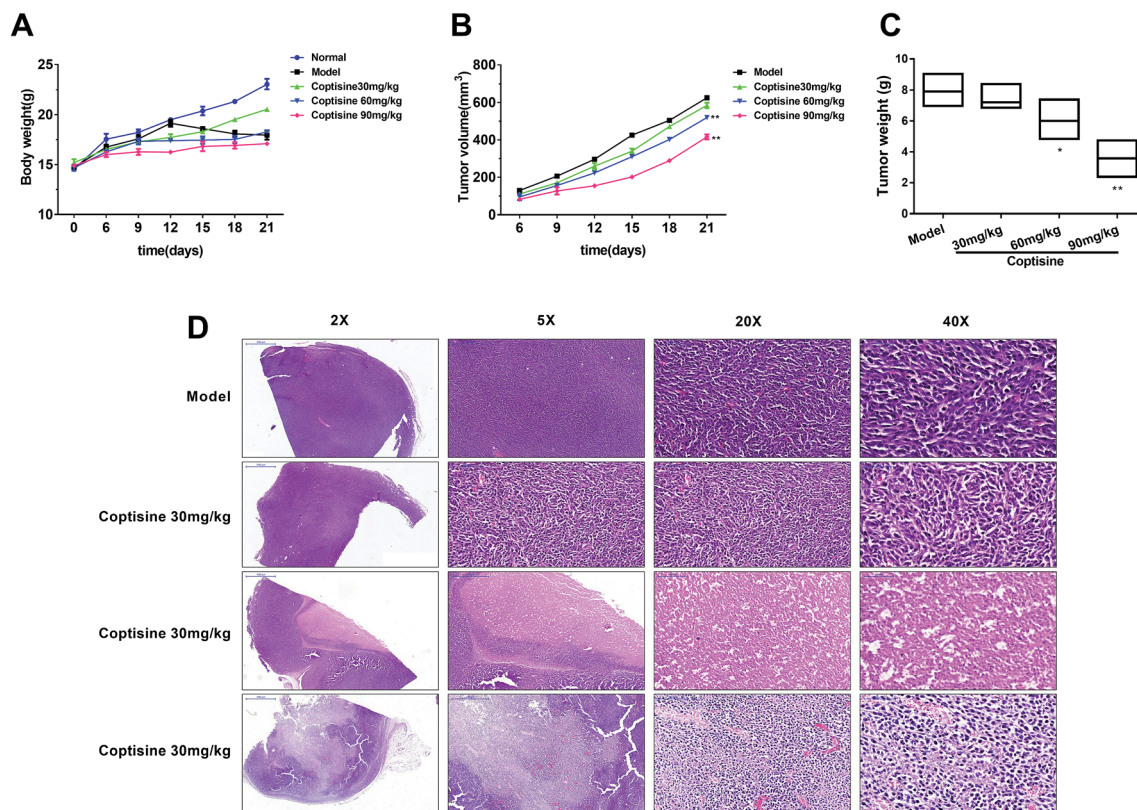 A
Body weight(g)
25
20
15
10
0 6 9 12 15 18 21
time(days)
Normal
Model
Coptisine30mg/kg
Coptisine 60mg/kg
Coptisine 90mg/kg
B
Tumor volume(mm3)
800
600
400
200
0
6 9 12 15 18 21
time(days)
Model
Coptisine30mg/kg
Coptisine 60mg/kg
Coptisine 90mg/kg
**
**
C
Tumor weight (g)
10
8
6
4
2
0
*
**
Model 30mg/kg 60mg/kg 90mg/kg
Coptisine
D
2X 5X 20X 40X
Model
Coptisine 30mg/kg
Coptisine 30mg/kg
Coptisine 30mg/kg